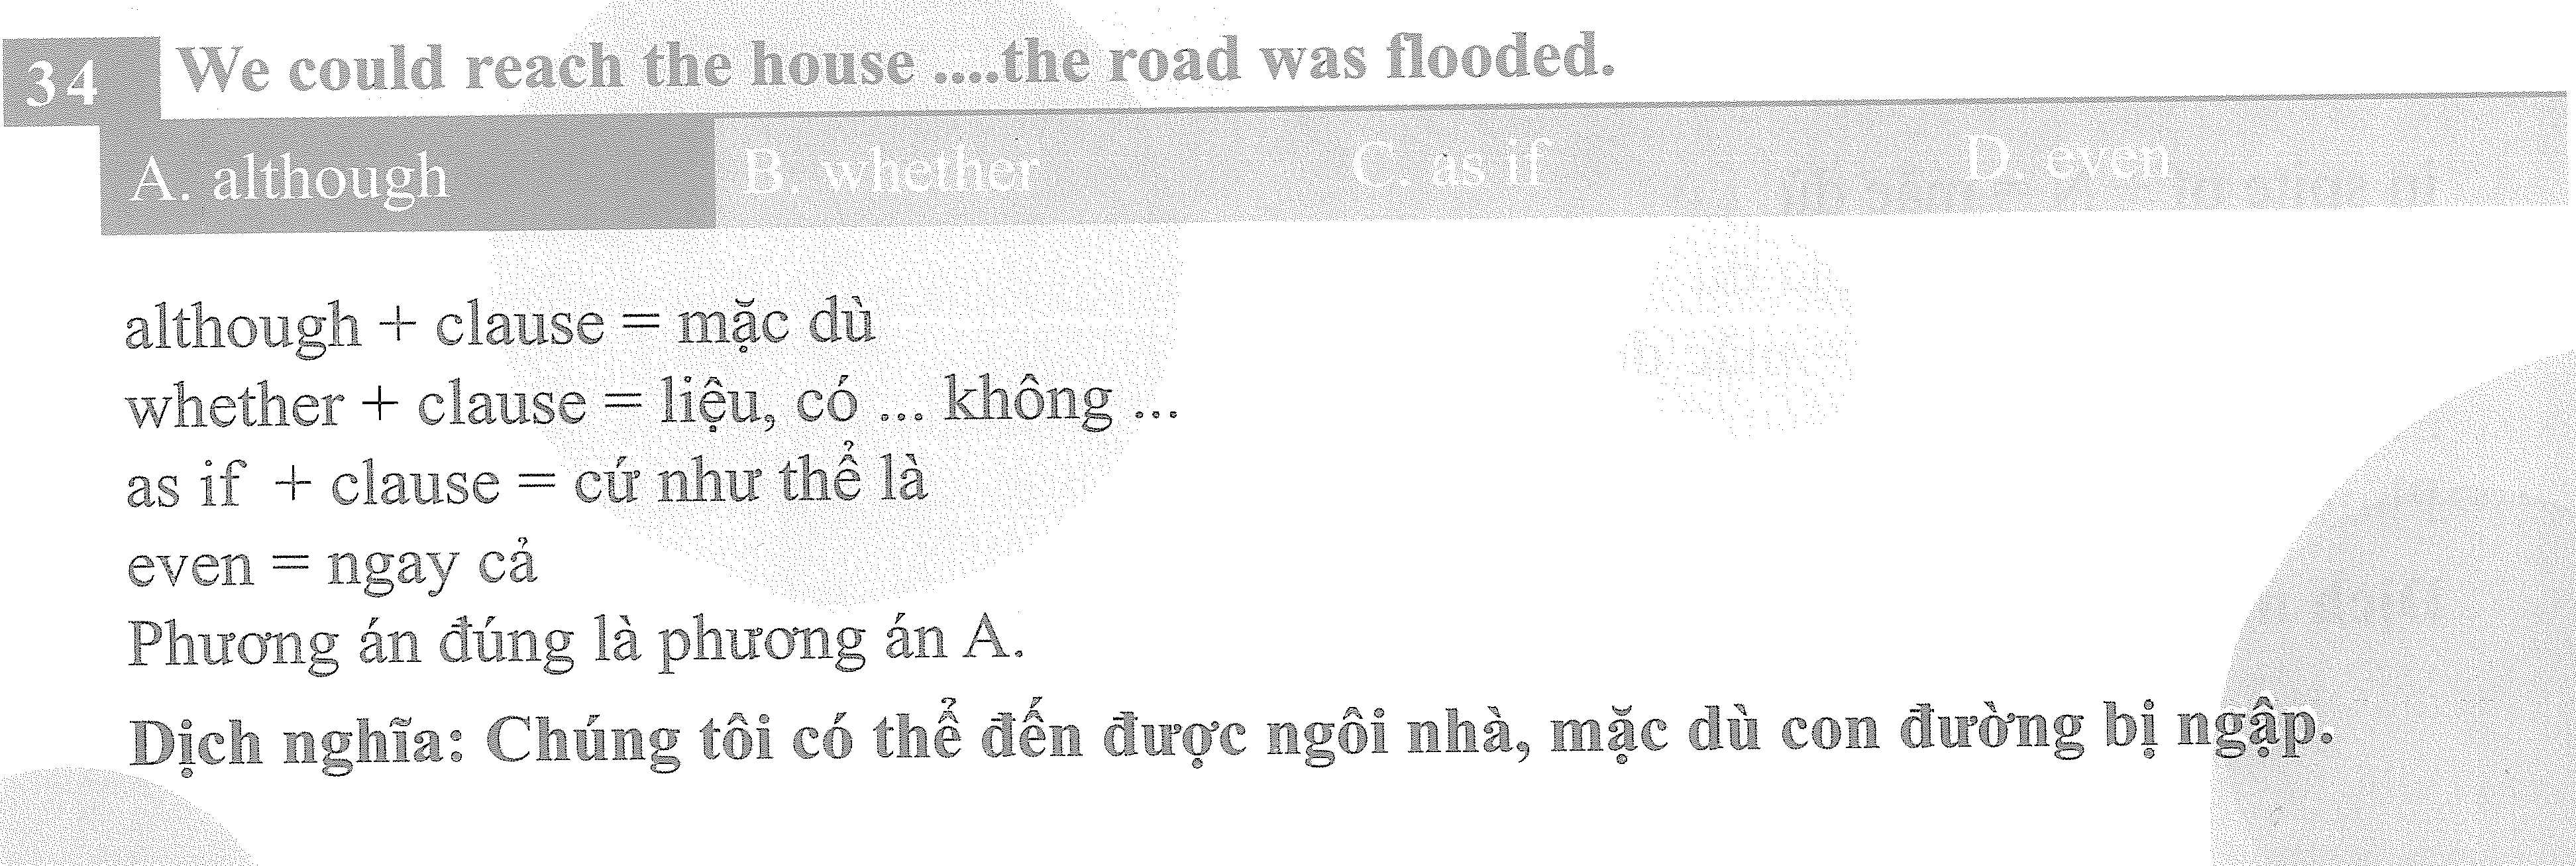 34 We could reach the house ....the road was flooded.
A. although B. whether C. as if D. even
although + clause = mặc dù
whether + clause = liệu, có ... không ...
as if + clause = cứ như thể là
even = ngay cả
Phương án đúng là phương án A.
Dịch nghĩa: Chúng tôi có thể đến được ngôi nhà, mặc dù con đường bị ngập.